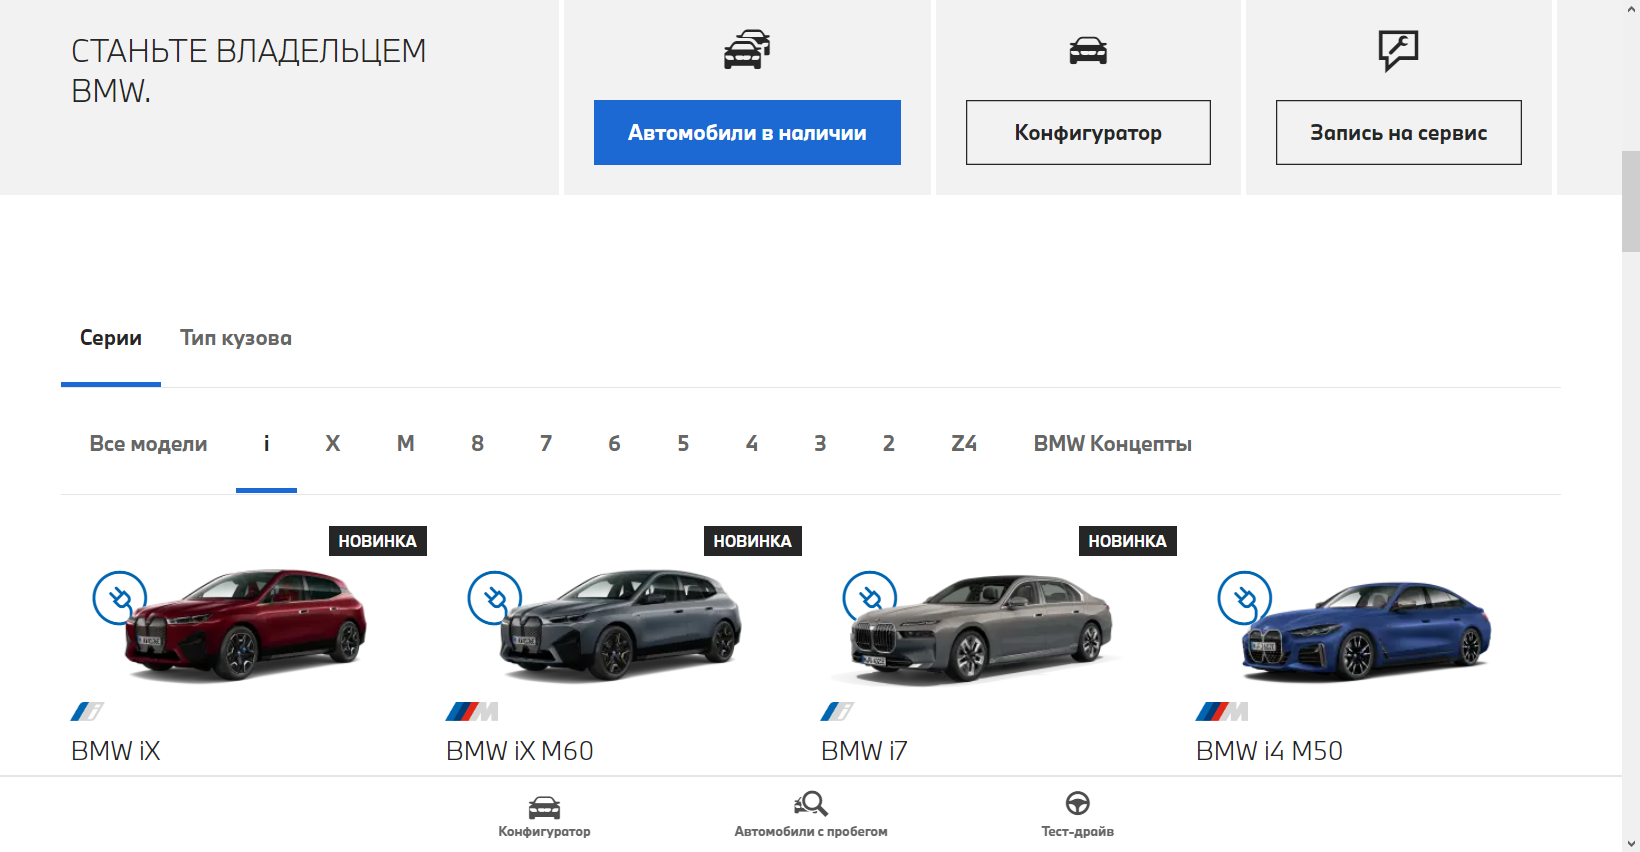 СТАНЬТЕ ВЛАДЕЛЬЦЕМ
BMW.
Автомобили в наличии
Конфигуратор
Запись на сервис
Серии
Тип кузова
Все модели
i
X
M
8
7
6
5
4
3
2
Z4
BMW Концепты
НОВИНКА
НОВИНКА
НОВИНКА
i
M
i
M
BMW iX
BMW iX M60
BMW i7
BMW i4 M50
Конфигуратор
Автомобили с пробегом
Тест-драйв